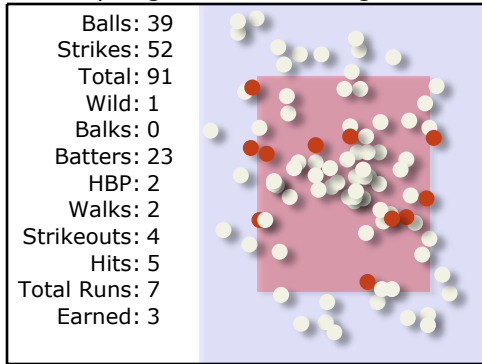 Balls: 39
Strikes: 52
Total: 91
Wild: 1
Balks: 0
Batters: 23
HBP: 2
Walks: 2
Strikeouts: 4
Hits: 5
Total Runs: 7
Earned: 3